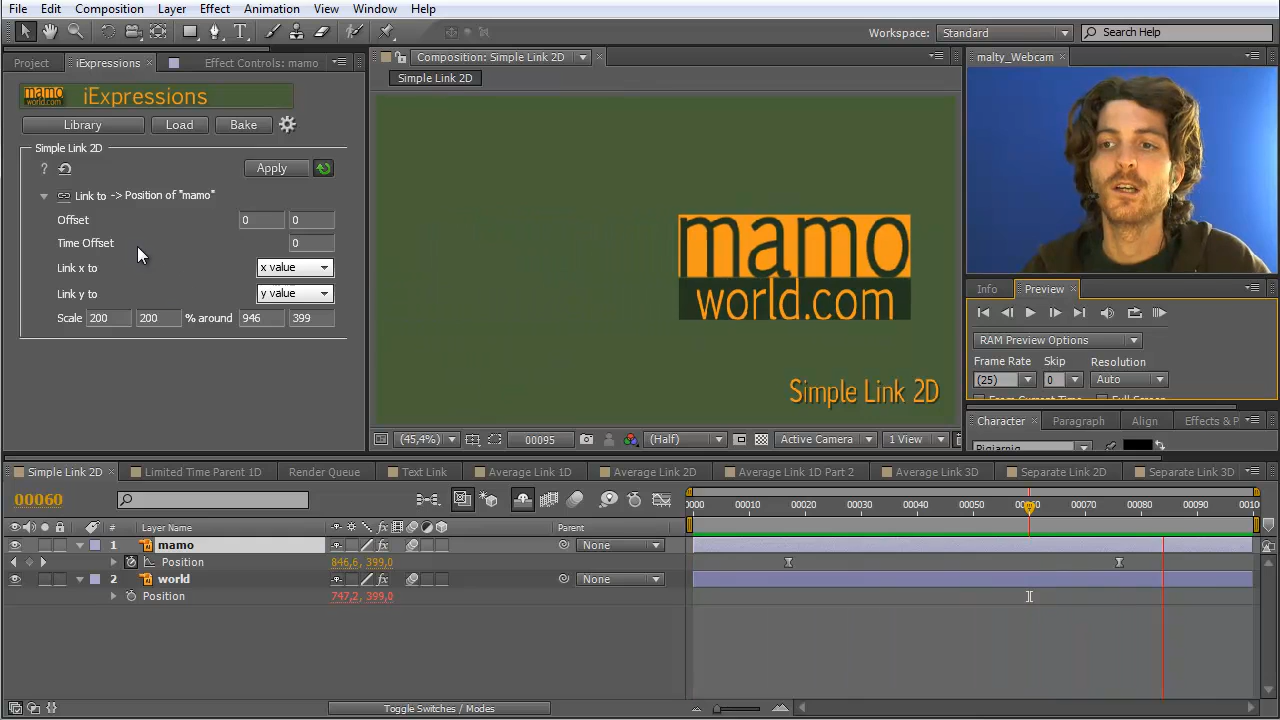 File Edit Composition Layer Effect Animation View Window Help
Workspace: Standard Search Help
Project iExpressions Effect Controls: mamo
Composition: Simple Link 2D
malty_Webcam
Simple Link 2D
mamo
world.com
iExpressions
Library Load Bake
Simple Link 2D
? Apply
Link to -> Position of "mamo"
Offset 0 0
Time Offset 0
Link x to x value
Link y to y value
Scale 200 200 % around 946 399
mamo
world.com
Simple Link 2D
Info Preview
RAM Preview Options
Frame Rate Skip Resolution
(25) 0 Auto
Character Paragraph Align Effects & P
(45,4%) 00095 (Half) Active Camera 1 View
Simple Link 2D Limited Time Parent 1D Render Queue Text Link Average Link 1D Average Link 2D Average Link 1D Part 2 Average Link 3D Separate Link 2D Separate Link 3D
00060
0000 00020 00030 00040 00050 00060 00070 00080 00090 0010
# Layer Name Parent
1 mamo None
Position 846,6, 399,0
2 world None
Position 747,2, 399,0
Toggle Switches / Modes